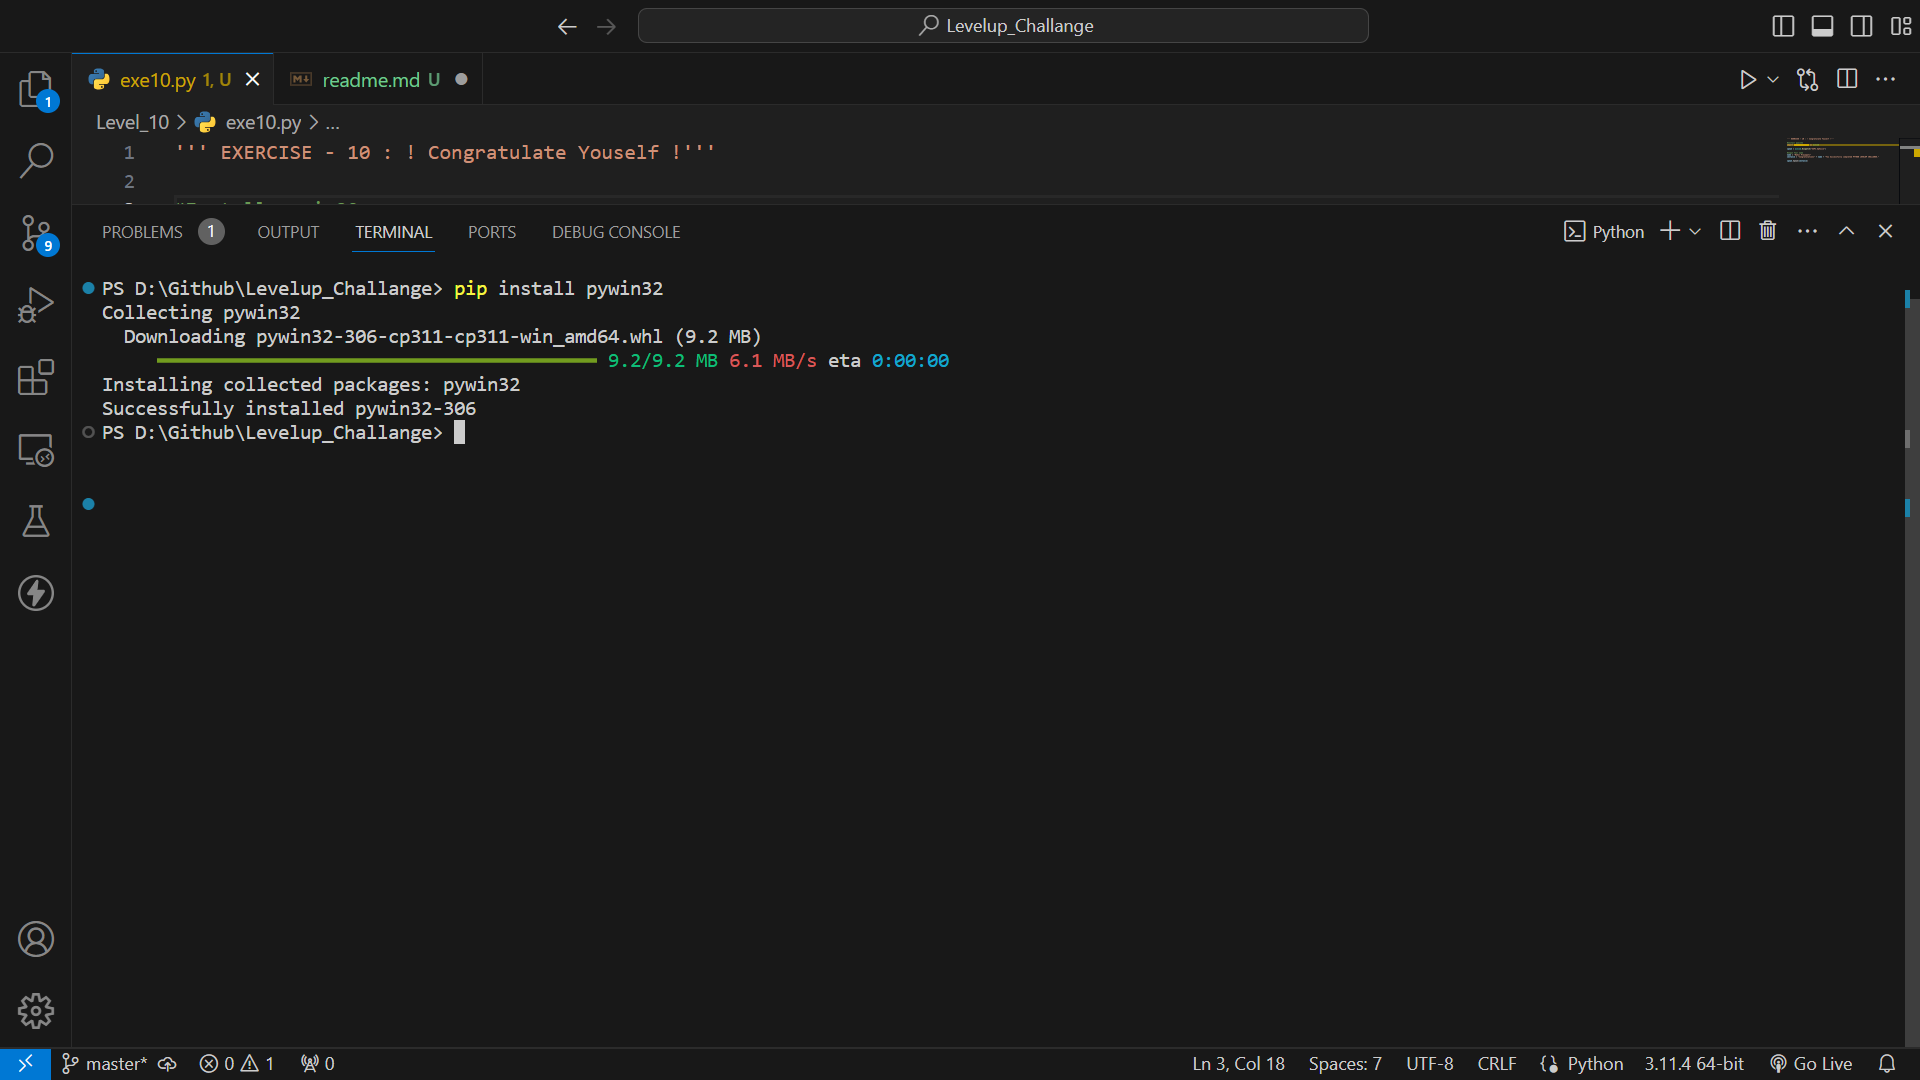 Levelup_Challange
exe10.py 1, U
readme.md U
1
Level_10 > exe10.py > ...
1 ''' EXERCISE - 10 : ! Congratulate Youself !'''
2
9
PROBLEMS 1 OUTPUT TERMINAL PORTS DEBUG CONSOLE
Python
PS D:\Github\Levelup_Challange> pip install pywin32
Collecting pywin32
Downloading pywin32-306-cp311-cp311-win_amd64.whl (9.2 MB)
9.2/9.2 MB 6.1 MB/s eta 0:00:00
Installing collected packages: pywin32
Successfully installed pywin32-306
PS D:\Github\Levelup_Challange>
master* 0 1 0 Ln 3, Col 18 Spaces: 7 UTF-8 CRLF Python 3.11.4 64-bit Go Live